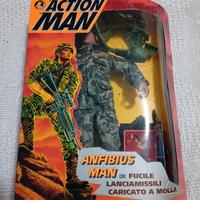 ACTION
MAN
ANFIBIUS
MAN CON FUCILE
LANCIAMISSILI
CARICATO A MOLLA